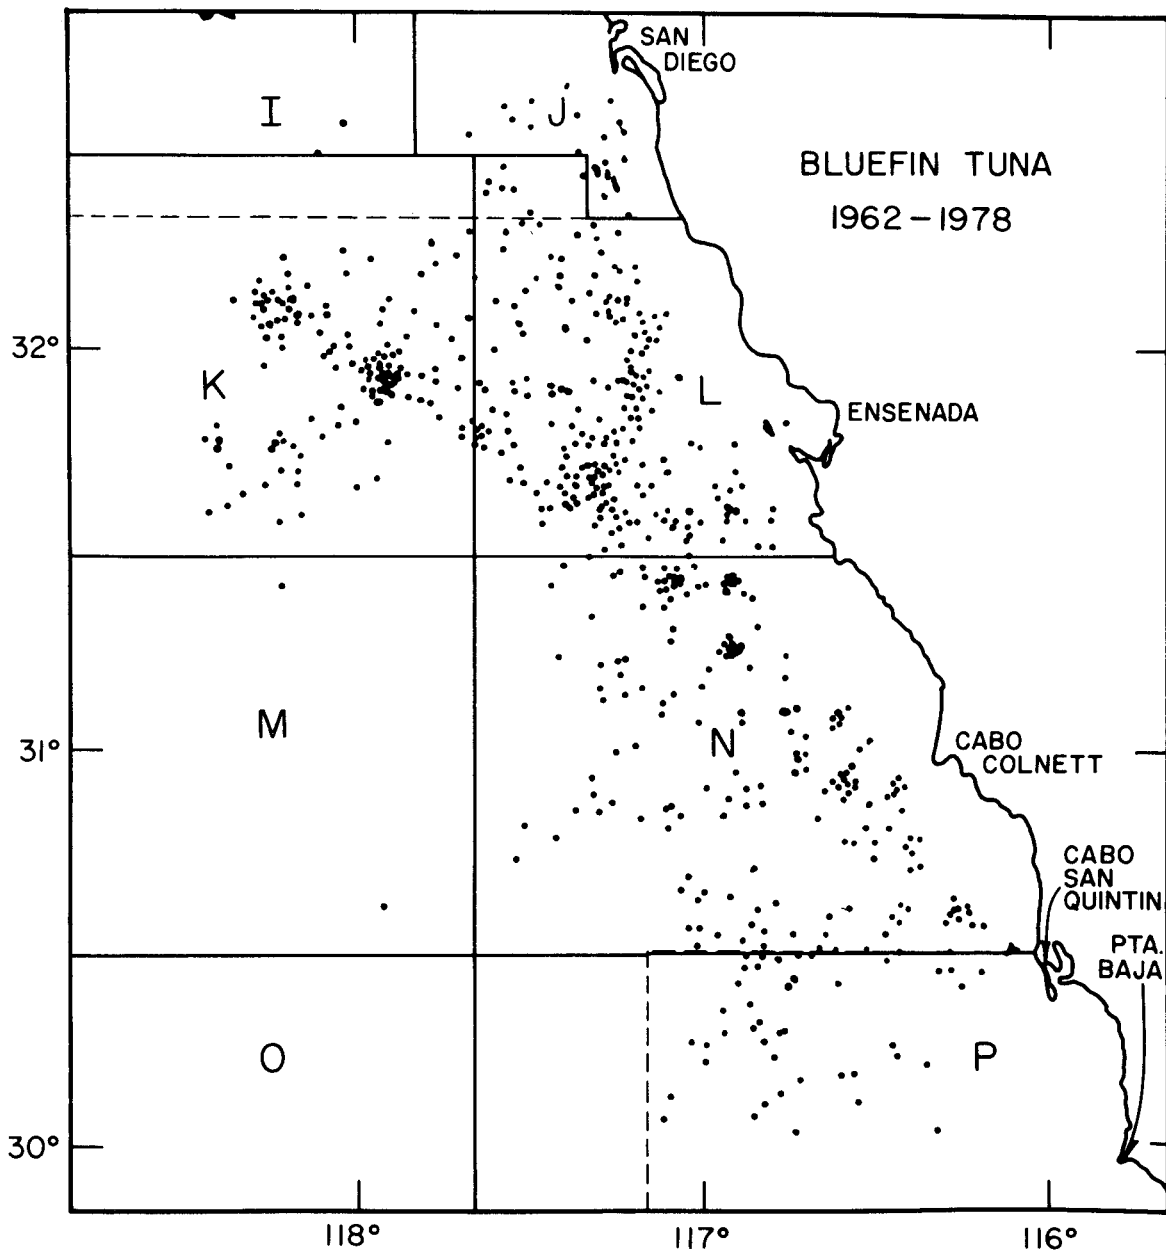 SAN
DIEGO
I
J
BLUEFIN TUNA
1962-1978
32°
K
L
ENSENADA
M
N
31°
CABO
COLNETT
CABO
SAN
QUINTIN
PTA.
BAJA
O
P
30°
118°
117°
116°